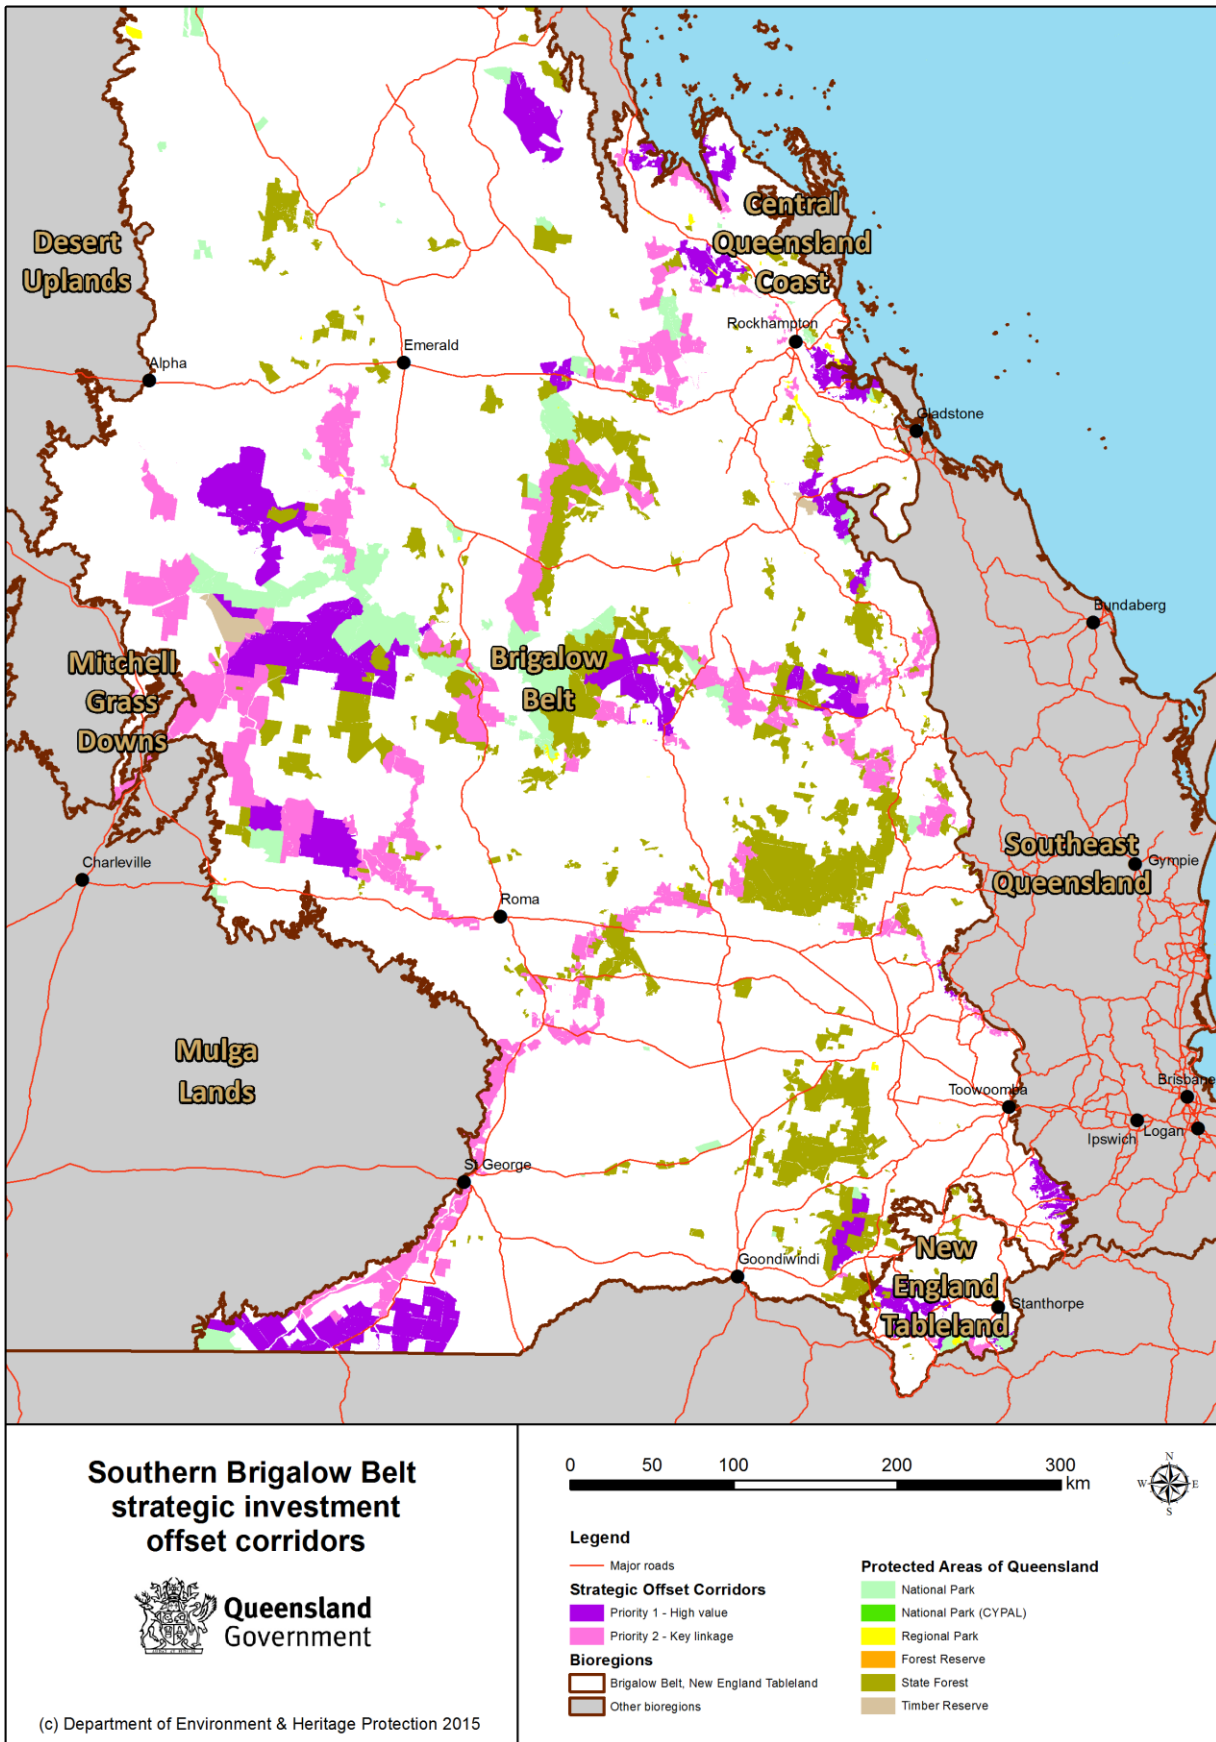 Central
Queensland
Coast
Desert
Uplands
Rockhampton
Emerald
Alpha
Gladstone
Bundaberg
Brigalow
Belt
Mitchell
Grass
Downs
Southeast
Queensland
Gympie
Charleville
Roma
Mulga
Lands
Toowoomba
Brisbane
Ipswich
Logan
St George
New
England
Tableland
Goondiwindi
Stanthorpe
Southern Brigalow Belt
strategic investment
offset corridors
Queensland
Government
(c) Department of Environment & Heritage Protection 2015
0 50 100 200 300
km
N
W E
S
Legend
Major roads
Strategic Offset Corridors
Priority 1 - High value
Priority 2 - Key linkage
Bioregions
Brigalow Belt, New England Tableland
Other bioregions
Protected Areas of Queensland
National Park
National Park (CYPAL)
Regional Park
Forest Reserve
State Forest
Timber Reserve